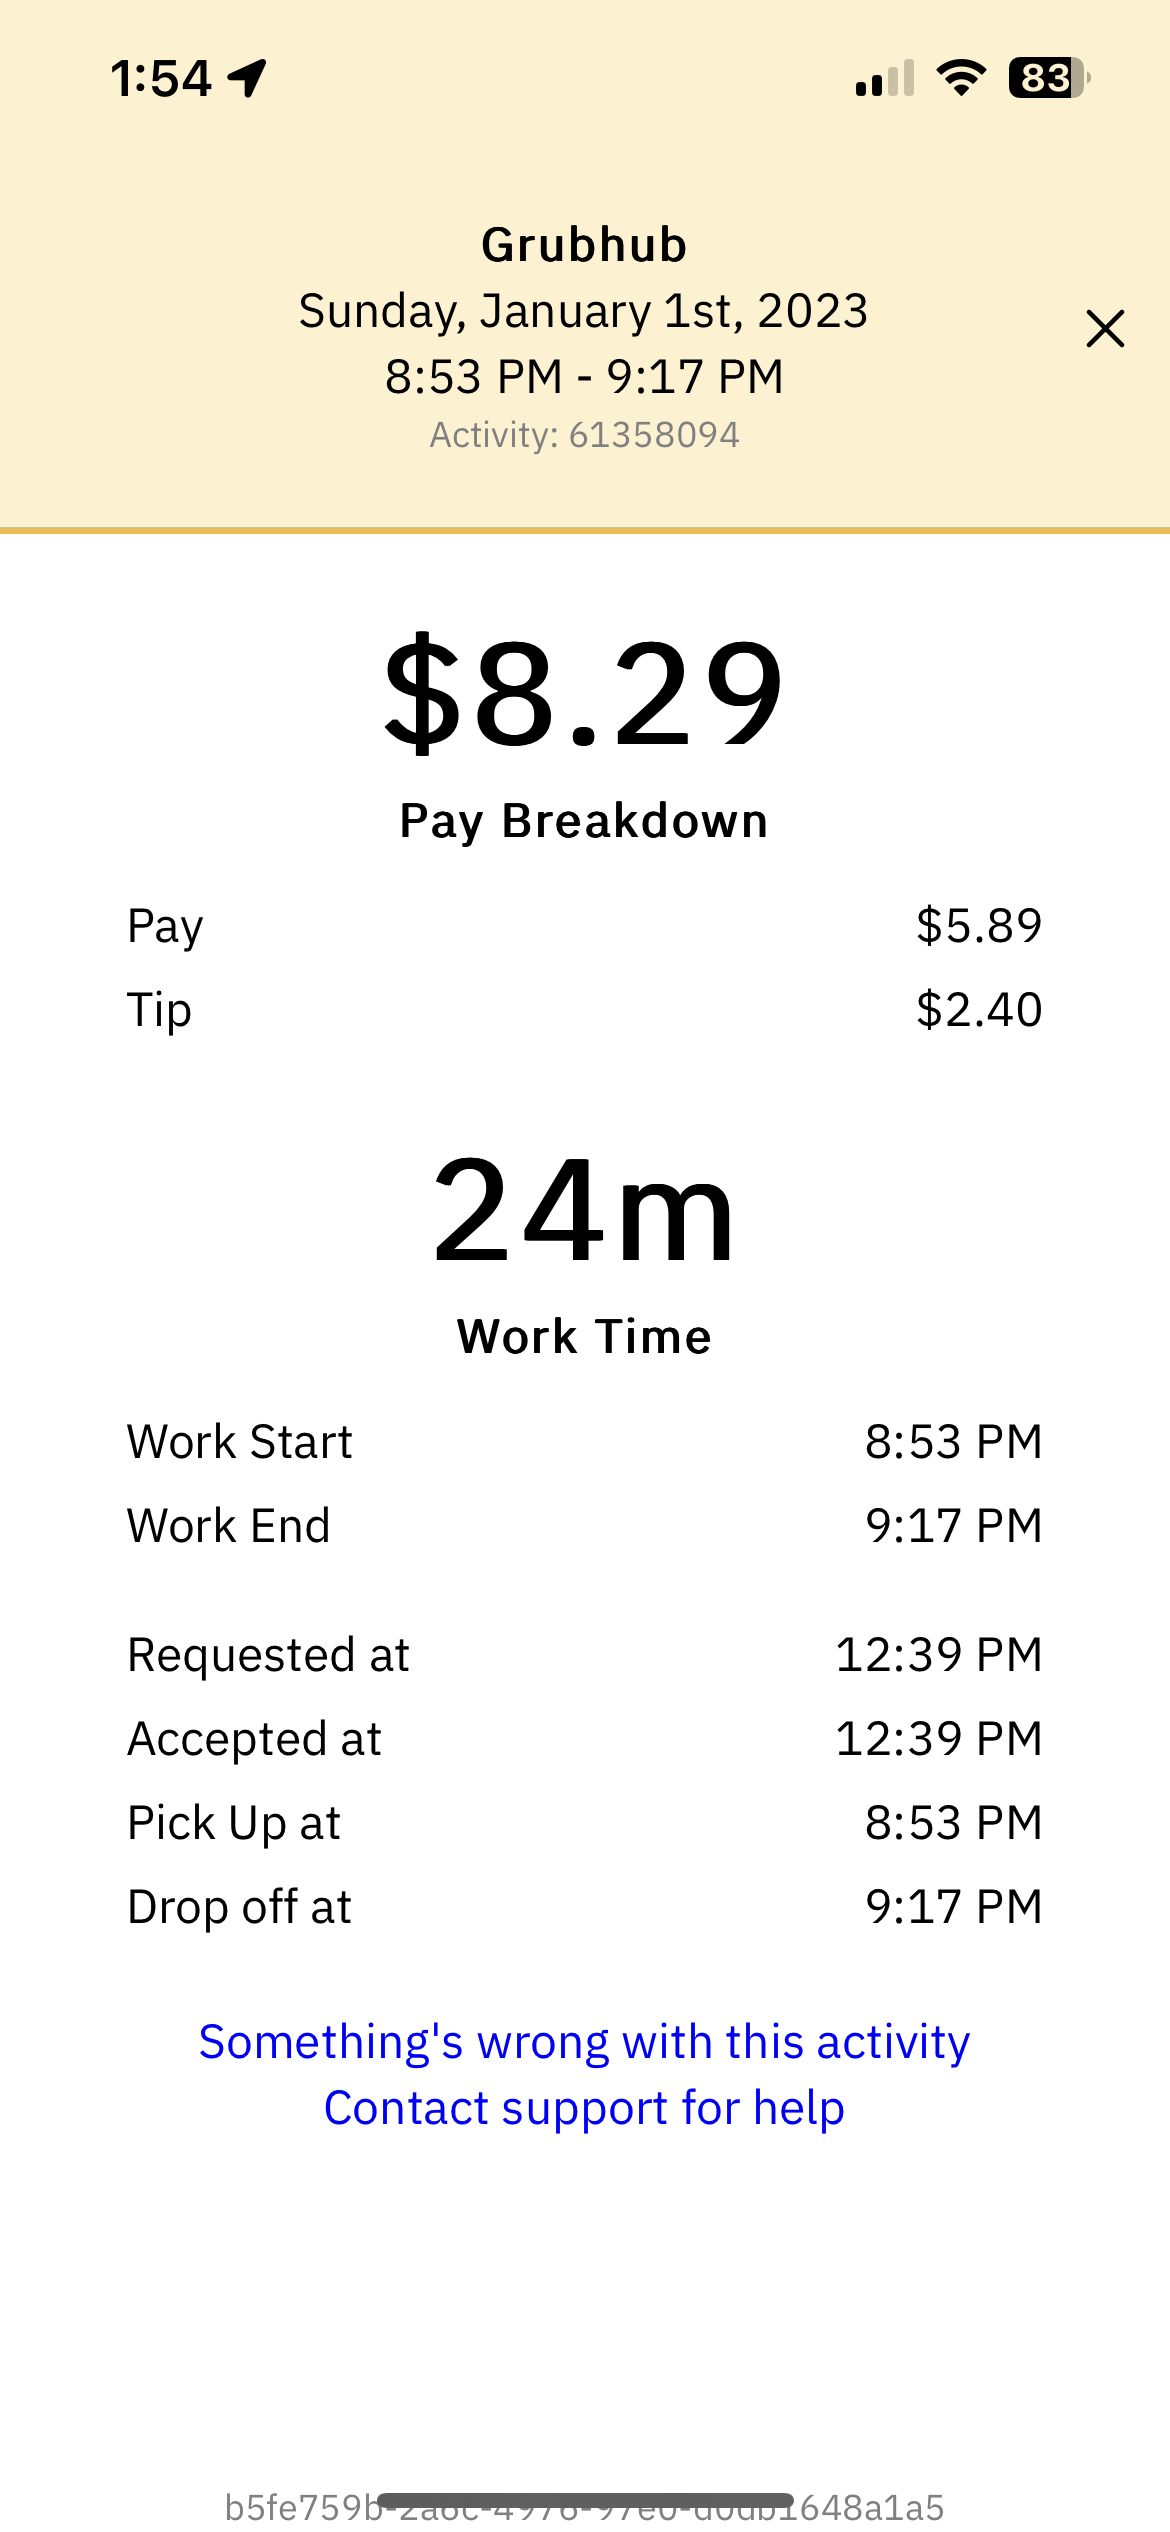 1:54
83
Grubhub
Sunday, January 1st, 2023
8:53 PM - 9:17 PM
Activity: 61358094
$8.29
Pay Breakdown
Pay $5.89
Tip $2.40
24m
Work Time
Work Start 8:53 PM
Work End 9:17 PM
Requested at 12:39 PM
Accepted at 12:39 PM
Pick Up at 8:53 PM
Drop off at 9:17 PM
Something's wrong with this activity
Contact support for help